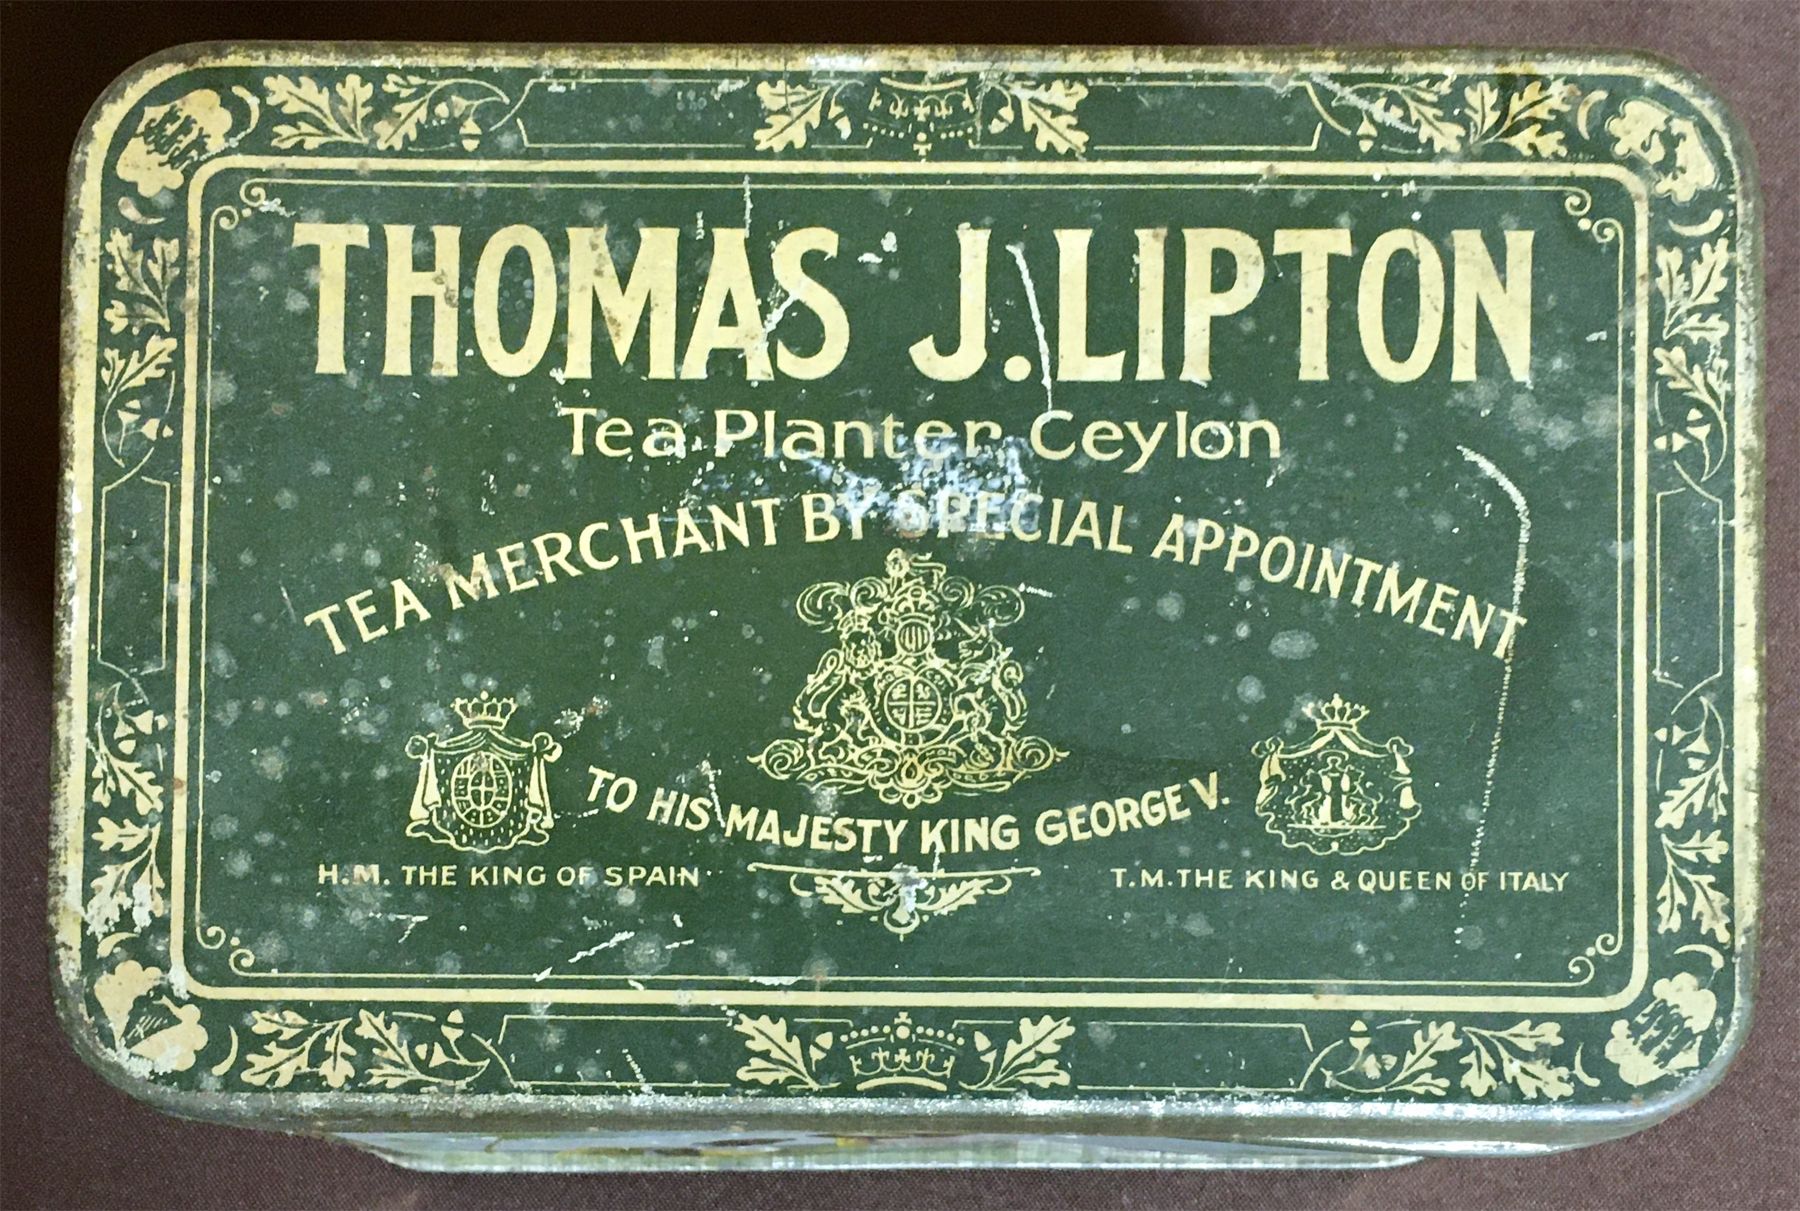 THOMAS J. LIPTON
Tea Planter, Ceylon
TEA MERCHANT BY SPECIAL APPOINTMENT
TO HIS MAJESTY KING GEORGE V.
H.M. THE KING OF SPAIN
T.M. THE KING & QUEEN OF ITALY